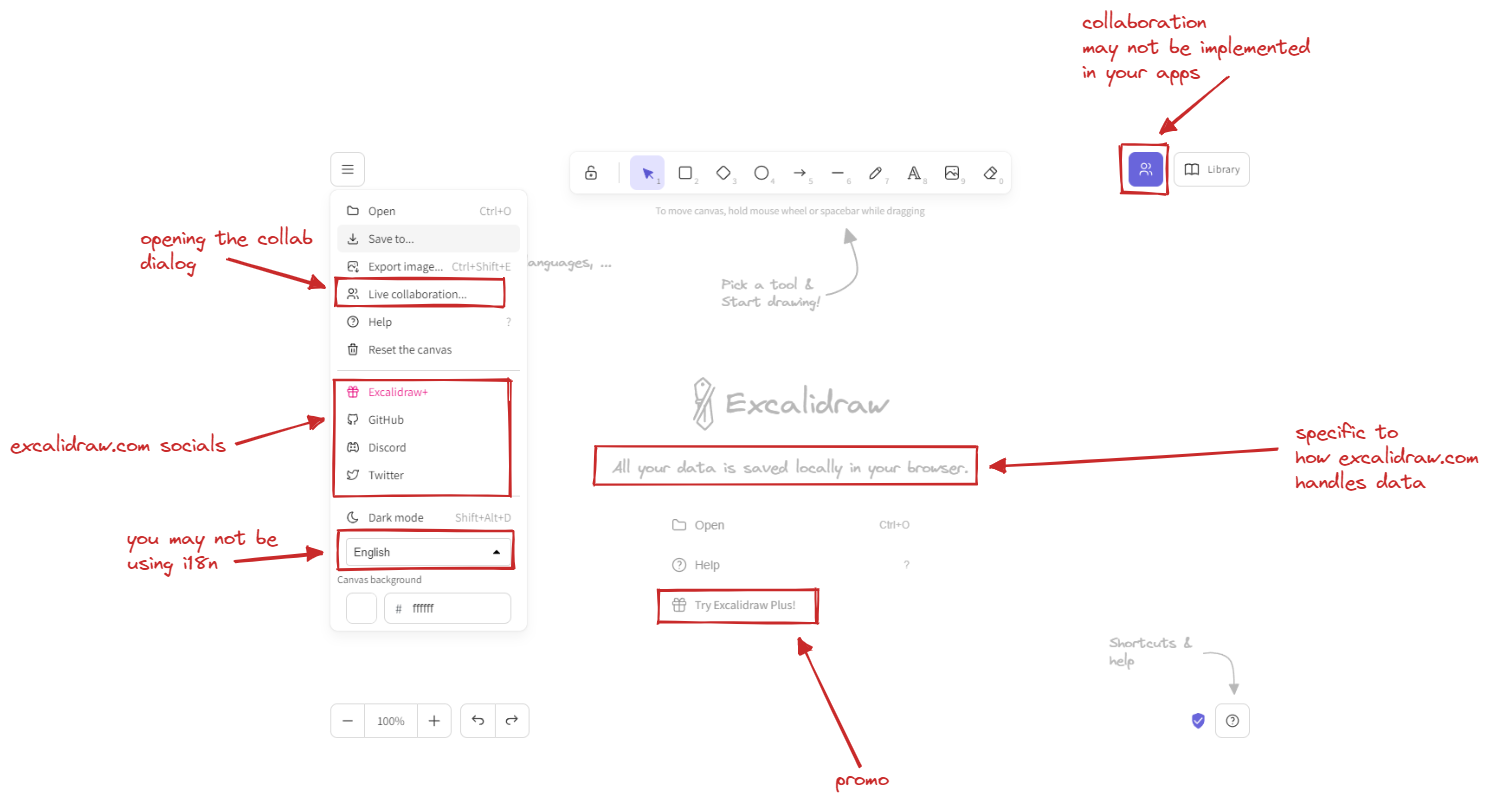 collaboration
may not be implemented
in your apps
1
2
3
4
5
6
7
8
9
0
Library
To move canvas, hold mouse wheel or spacebar while dragging
Open Ctrl+O
Save to...
Export image... Ctrl+Shift+E
Live collaboration...
Help ?
Reset the canvas
Excalidraw+
GitHub
Discord
Twitter
Dark mode Shift+Alt+D
English
Canvas background
# ffffff
opening the collab
dialog
excalidraw.com socials
you may not be
using i18n
anguages, ...
Pick a tool &
Start drawing!
Excalidraw
All your data is saved locally in your browser.
Open Ctrl+O
Help ?
Try Excalidraw Plus!
specific to
how excalidraw.com
handles data
promo
Shortcuts &
help
100%